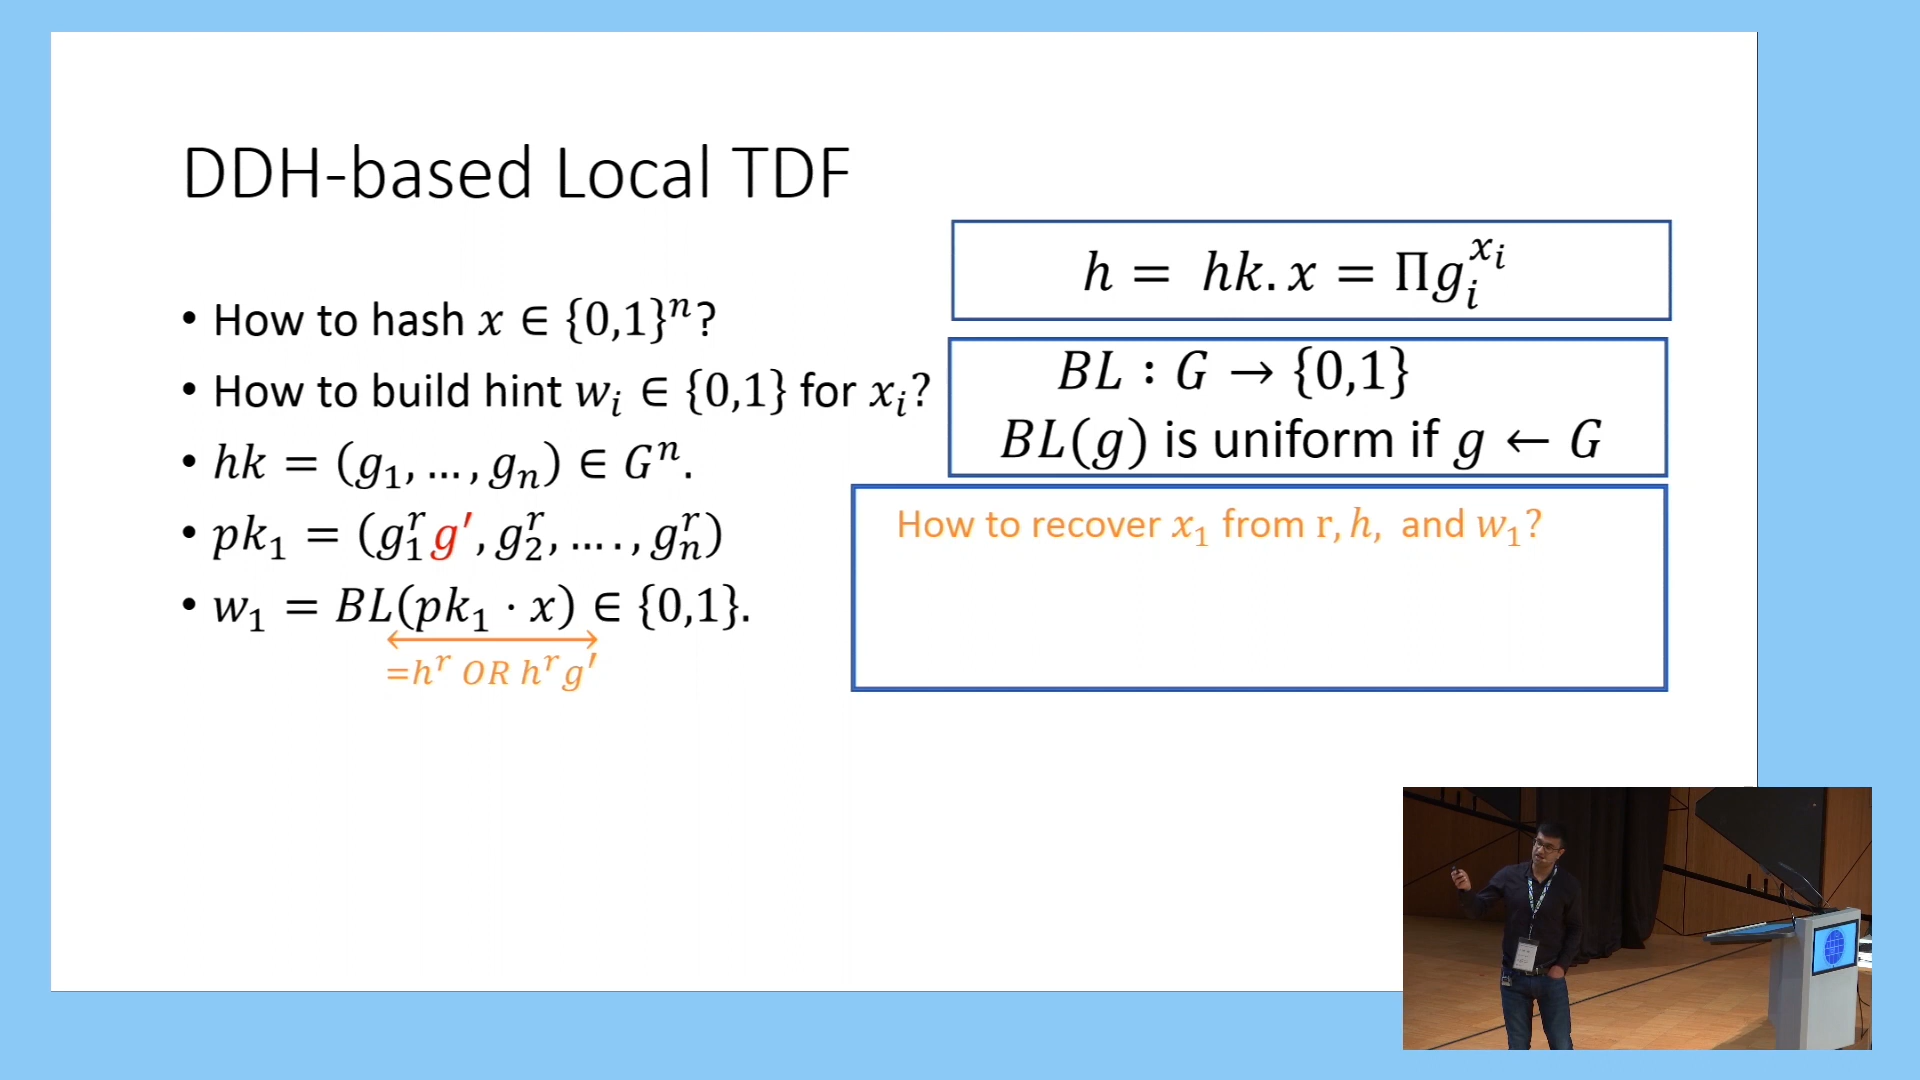 DDH-based Local TDF
• How to hash x ∈ {0,1}ⁿ?
• How to build hint wᵢ ∈ {0,1} for xᵢ?
• hk = (g₁, …, gₙ) ∈ Gⁿ.
• pk₁ = (g₁ʳg′, g₂ʳ, …., gₙʳ)
• w₁ = BL(pk₁ · x) ∈ {0,1}.
=hʳ OR hʳg′
h = hk. x = Πgᵢ^xᵢ
BL : G → {0,1}
BL(g) is uniform if g ← G
How to recover x₁ from r, h, and w₁?